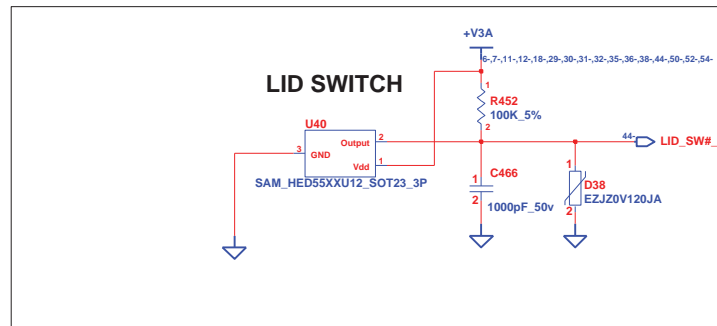 +V3A
6-,7-,11-,12-,18-,29-,30-,31-,32-,35-,36-,38-,44-,50-,52-,54-
LID SWITCH
1
R452
100K_5%
2
U40
Output
2
44-
LID_SW#_
3
GND
Vdd
1
SAM_HED55XXU12_SOT23_3P
C466
1
2
1000pF_50v
1
D38
EZJZ0V120JA
2